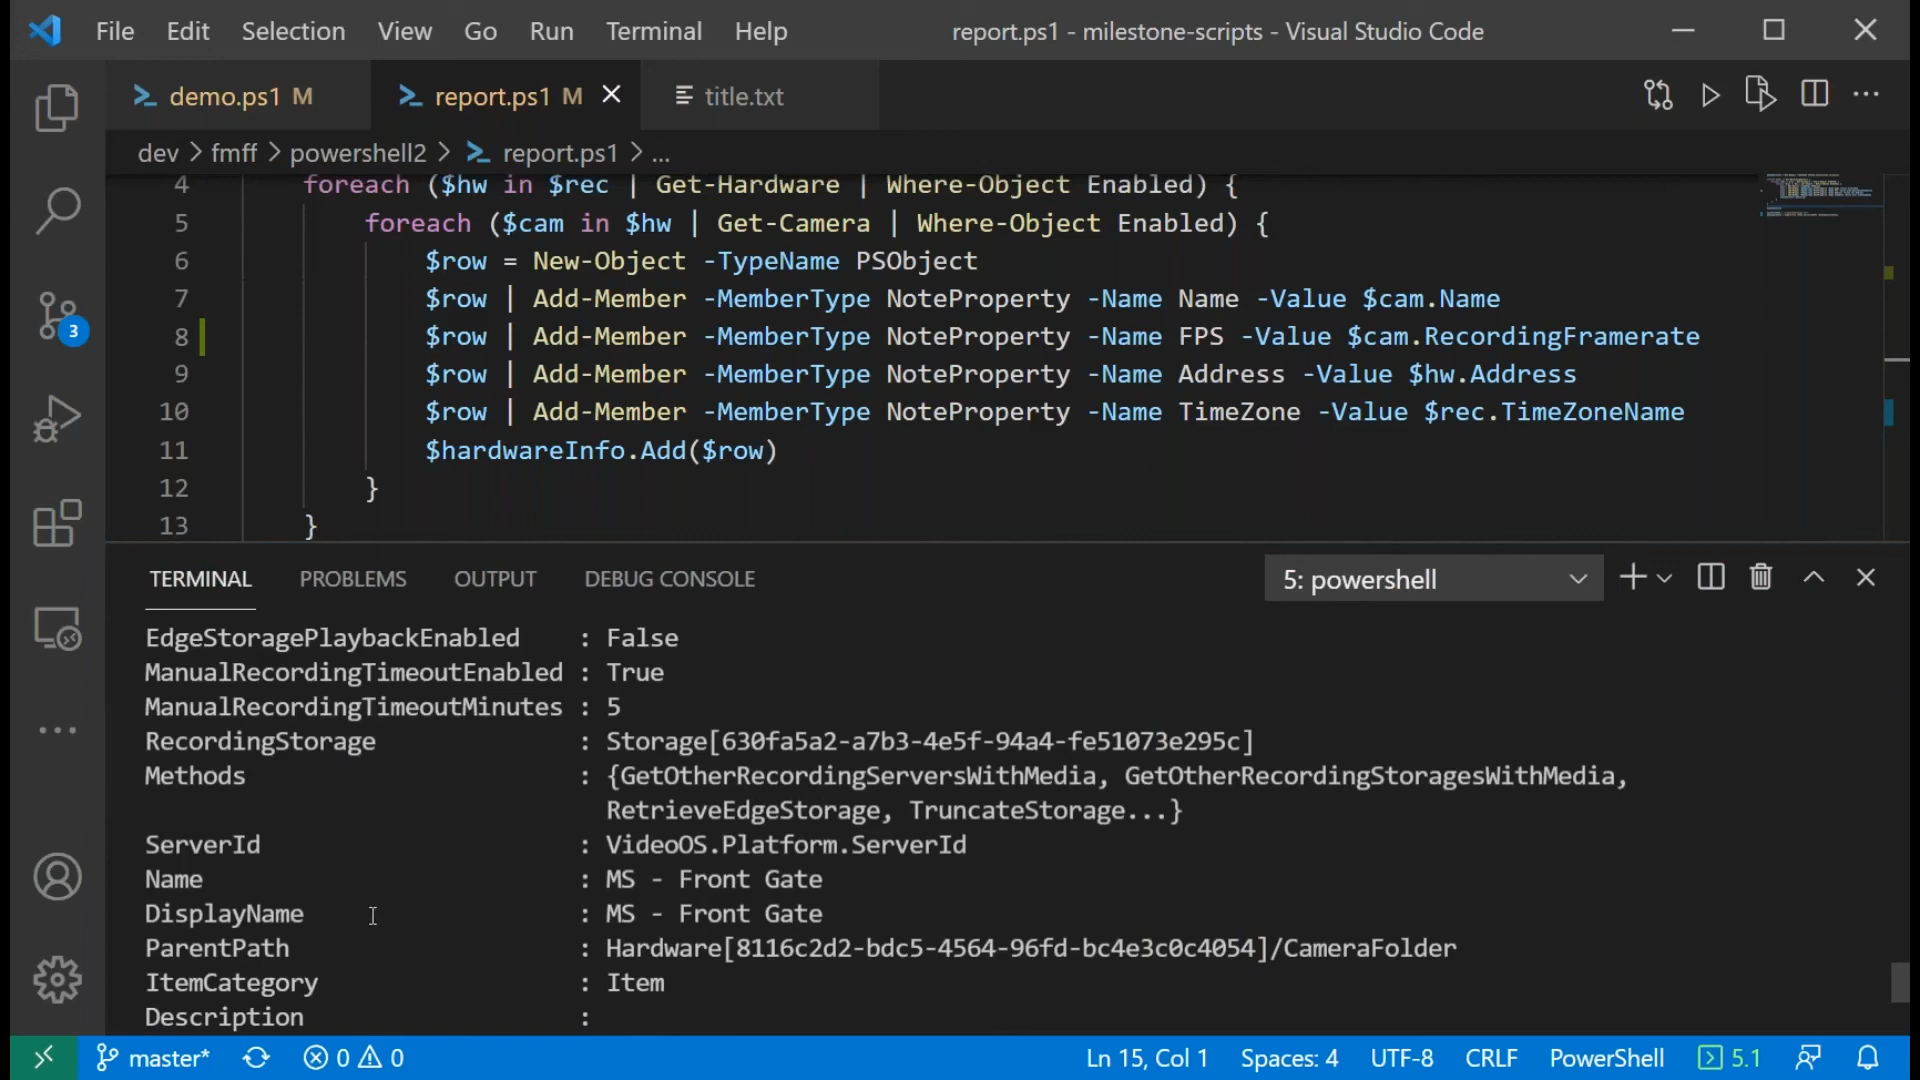 File Edit Selection View Go Run Terminal Help report.ps1 - milestone-scripts - Visual Studio Code
demo.ps1 M report.ps1 M title.txt
dev > fmff > powershell2 > report.ps1 > ...
4 foreach ($hw in $rec | Get-Hardware | Where-Object Enabled) {
5 foreach ($cam in $hw | Get-Camera | Where-Object Enabled) {
6 $row = New-Object -TypeName PSObject
7 $row | Add-Member -MemberType NoteProperty -Name Name -Value $cam.Name
8 $row | Add-Member -MemberType NoteProperty -Name FPS -Value $cam.RecordingFramerate
9 $row | Add-Member -MemberType NoteProperty -Name Address -Value $hw.Address
10 $row | Add-Member -MemberType NoteProperty -Name TimeZone -Value $rec.TimeZoneName
11 $hardwareInfo.Add($row)
12 }
13 }
3
TERMINAL PROBLEMS OUTPUT DEBUG CONSOLE 5: powershell
EdgeStoragePlaybackEnabled : False
ManualRecordingTimeoutEnabled : True
ManualRecordingTimeoutMinutes : 5
RecordingStorage : Storage[630fa5a2-a7b3-4e5f-94a4-fe51073e295c]
Methods : {GetOtherRecordingServersWithMedia, GetOtherRecordingStoragesWithMedia,
RetrieveEdgeStorage, TruncateStorage...}
ServerId : VideoOS.Platform.ServerId
Name : MS - Front Gate
DisplayName : MS - Front Gate
ParentPath : Hardware[8116c2d2-bdc5-4564-96fd-bc4e3c0c4054]/CameraFolder
ItemCategory : Item
Description :
master* 0 0 Ln 15, Col 1 Spaces: 4 UTF-8 CRLF PowerShell 5.1